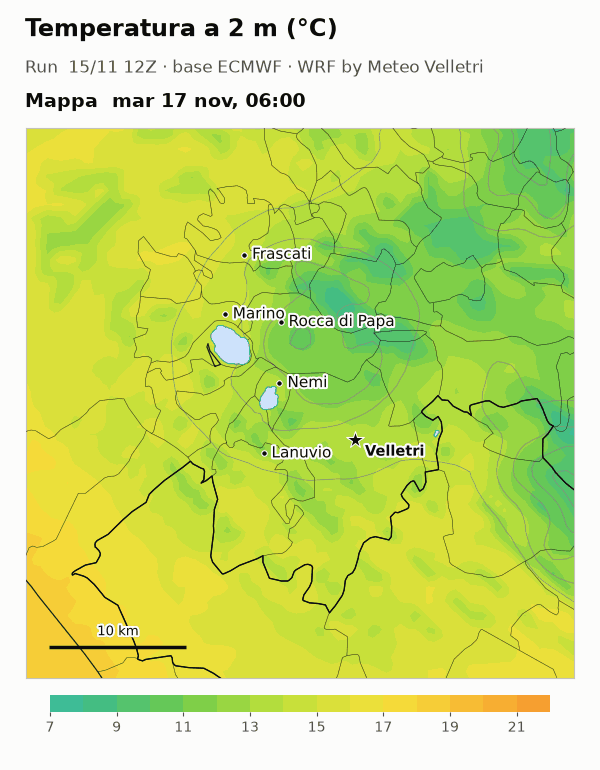 Temperatura a 2 m (°C)
Run  15/11 12Z · base ECMWF · WRF by Meteo Velletri
Mappa  mar 17 nov, 06:00
Frascati
Marino
Rocca di Papa
Nemi
Velletri
Lanuvio
10 km
7 9 11 13 15 17 19 21